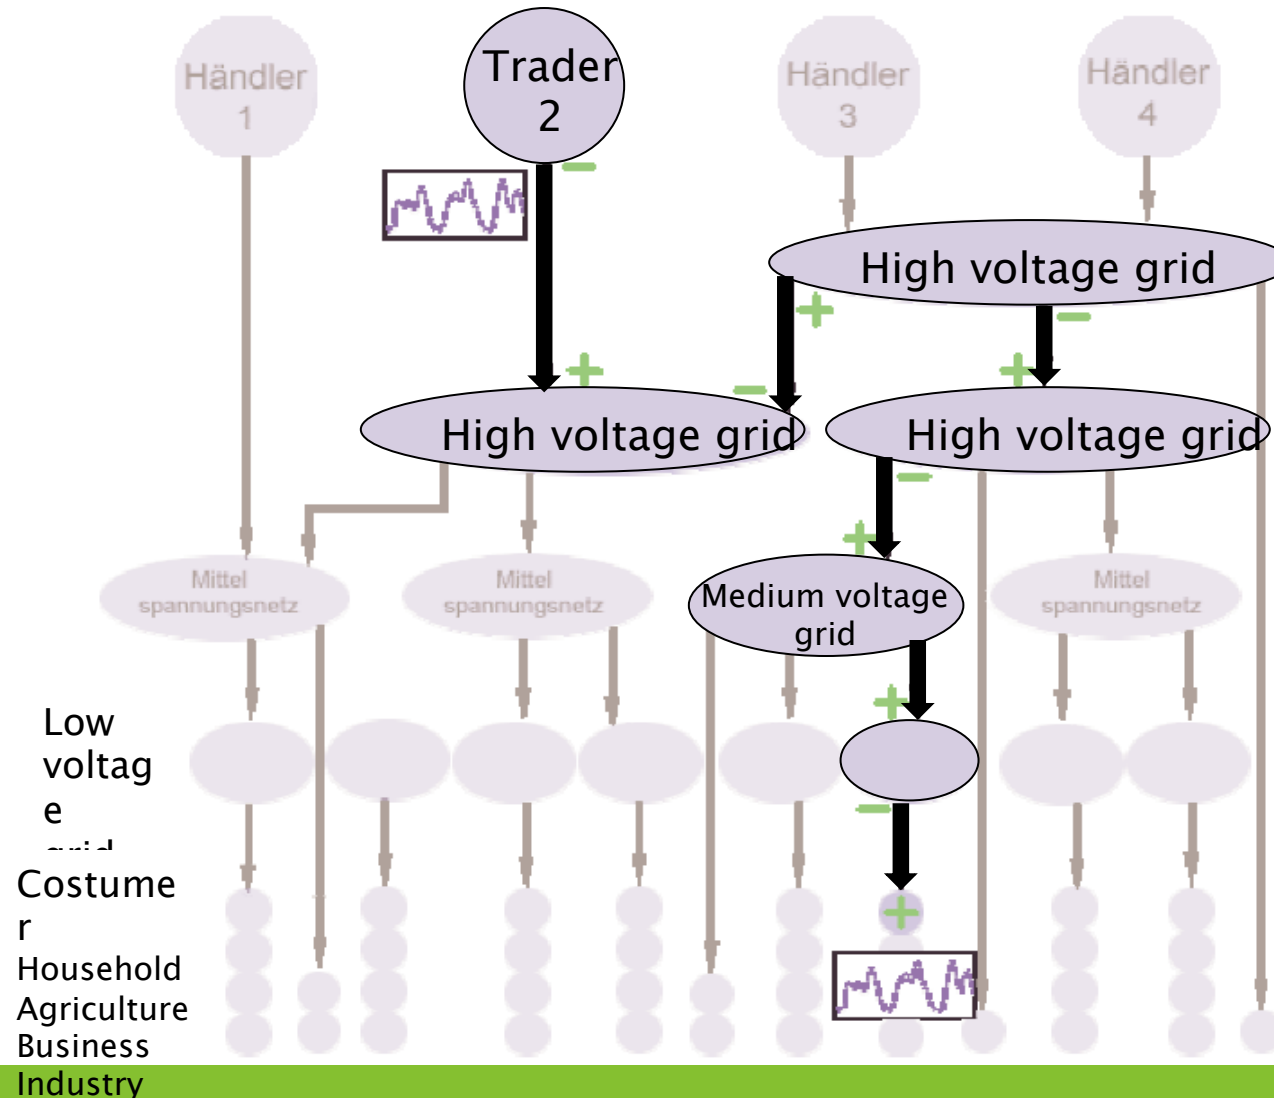 Händler
1
Trader
2
Händler
3
Händler
4
High voltage grid
High voltage grid
High voltage grid
Mittel
spannungsnetz
Mittel
spannungsnetz
Medium voltage
grid
Mittel
spannungsnetz
Low
voltag
e
grid
Costume
r
Household
Agriculture
Business
Industry